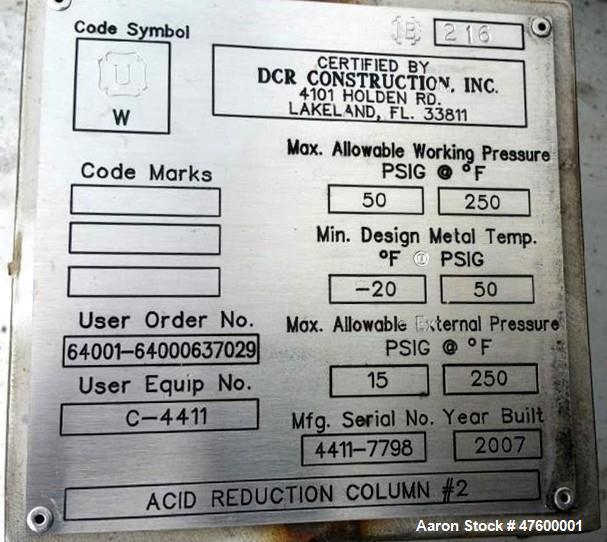 Code Symbol
U
W
B 216
CERTIFIED BY
DCR CONSTRUCTION, INC.
4101 HOLDEN RD.
LAKELAND, FL. 33811
Code Marks
Max. Allowable Working Pressure
PSIG @ °F
50 250
Min. Design Metal Temp.
°F @ PSIG
-20 50
User Order No.
64001-64000637029
Max. Allowable External Pressure
PSIG @ °F
15 250
User Equip No.
C-4411
Mfg. Serial No. Year Built
4411-7798 2007
ACID REDUCTION COLUMN #2
Aaron Stock # 47600001